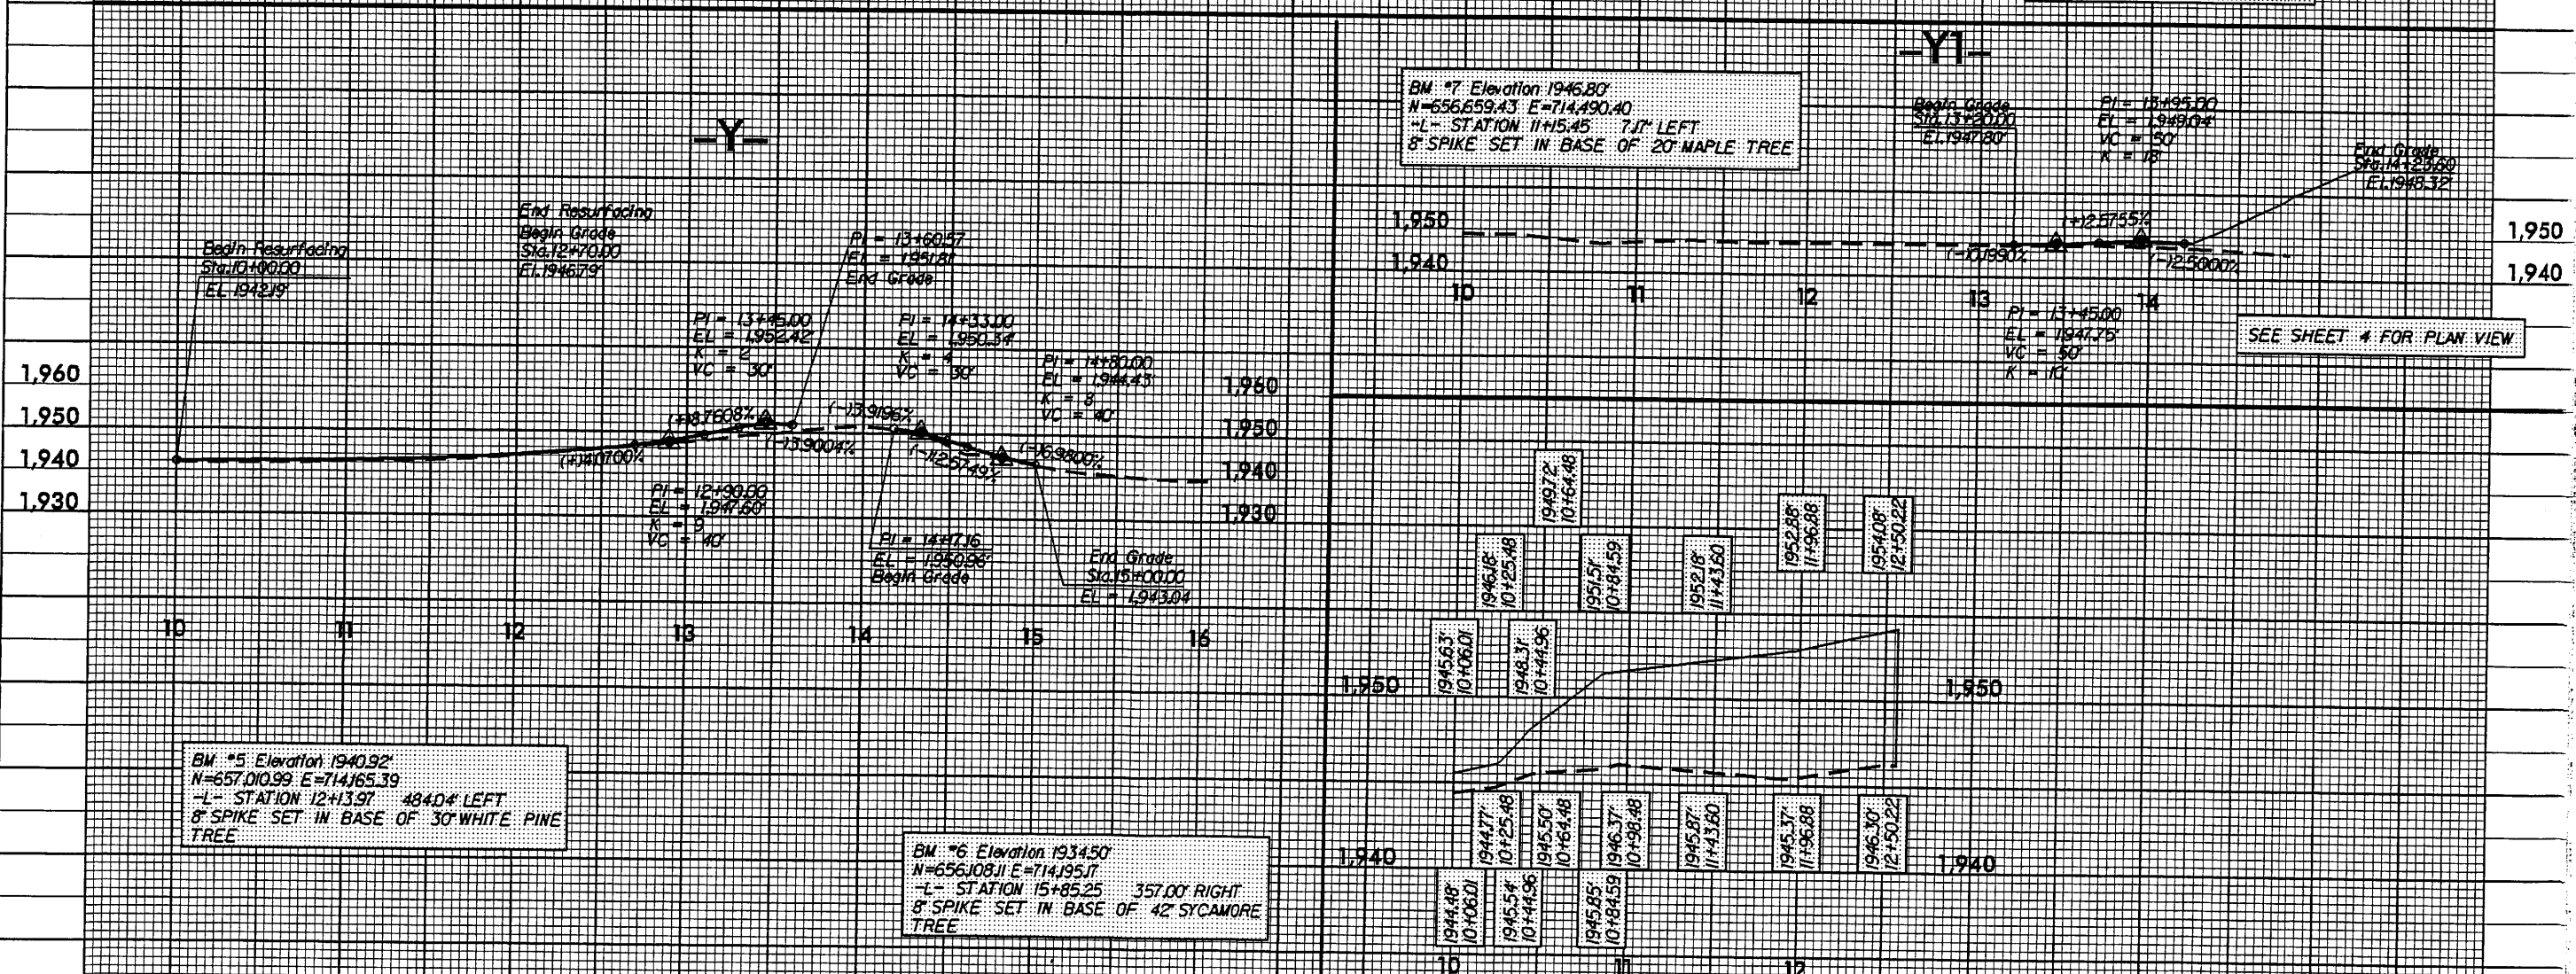 -Y-
Begin Resurfacing
Sta.10+00.00
EL 1942.19'
End Resurfacing
Begin Grade
Sta.12+70.00
El.1946.79'
PI = 13+60.57
EL = 1,951.81'
End Grade
PI = 13+45.00
EL = 1,952.42'
K = 2
VC = 30'
PI = 14+33.00
EL = 1,950.34'
K = 4
VC = 30'
PI = 14+80.00
EL = 1,944.43'
K = 8
VC = 40'
1,960
1,950
1,940
1,930
1,960
1,950
1,940
1,930
(+)4.0700%
(+)8.7608%
(-)3.9004%
(-)3.9196%
(-)12.5749%
(-)6.9800%
PI = 12+90.00
EL = 1,947.60'
K = 9
VC = 40'
PI = 14+17.16
EL = 1,950.96'
Begin Grade
End Grade
Sta.15+00.00
EL = 1,943.04
10 11 12 13 14 15 16
BM #5 Elevation 1940.92'
N=657,010.99 E=714,165.39
-L- STATION 12+13.97 484.04' LEFT
8" SPIKE SET IN BASE OF 30" WHITE PINE
TREE
BM #6 Elevation 1934.50'
N=656,108.11 E=714,195.17
-L- STATION 15+85.25 357.00' RIGHT
8" SPIKE SET IN BASE OF 42" SYCAMORE
TREE
-Y1-
BM #7 Elevation 1946.80'
N=656,659.43 E=714,490.40
-L- STATION 11+15.45 7.17' LEFT
8" SPIKE SET IN BASE OF 20" MAPLE TREE
Begin Grade
Sta.13+20.00
El.1947.80'
PI = 13+95.00
EL = 1,949.04'
VC = 50'
K = 18'
End Grade
Sta.14+23.60
El.1948.32'
1,950
1,940
1,950
1,940
(-)0.1990%
(+)2.5755%
(-)2.5000%
10 11 12 13 14
PI = 13+45.00
EL = 1,947.75'
VC = 50'
K = 18'
SEE SHEET 4 FOR PLAN VIEW
1945.63'
10+06.01
1946.18'
10+25.48
1948.37'
10+44.96
1949.72'
10+64.48
1951.51'
10+84.59
1952.18'
11+43.60
1952.88'
11+96.88
1954.08'
12+50.22
1,950
1,950
1,940
1,940
1944.48'
10+06.01
1944.77'
10+25.48
1945.54'
10+44.96
1945.50'
10+64.48
1945.85'
10+84.59
1946.37'
10+98.48
1945.87'
11+43.60
1945.37'
11+96.88
1946.30'
12+50.22
10 11 12